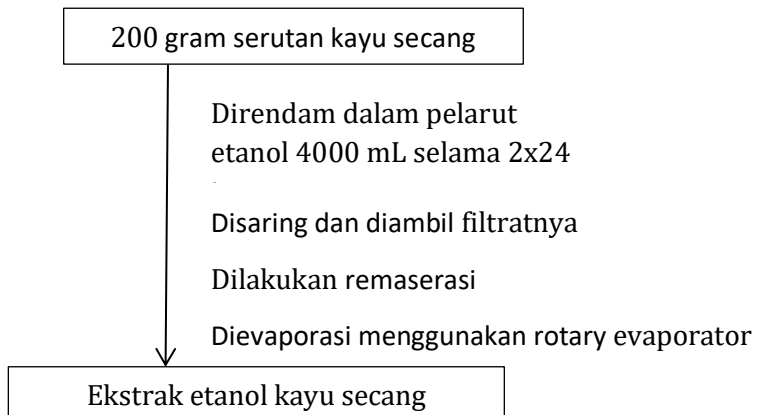 200 gram serutan kayu secang
Direndam dalam pelarut
etanol 4000 mL selama 2x24
Disaring dan diambil filtratnya
Dilakukan remaserasi
Dievaporasi menggunakan rotary evaporator
Ekstrak etanol kayu secang